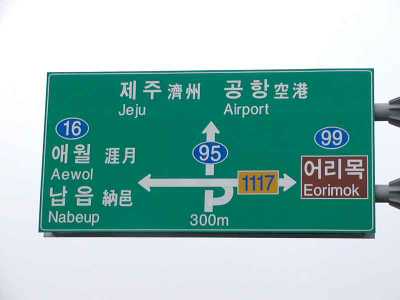 제주 濟州 공항 空港
Jeju Airport
16 99
95
애월 涯月 어리목
Aewol 1117 Eorimok
납읍 納邑
Nabeup
300m